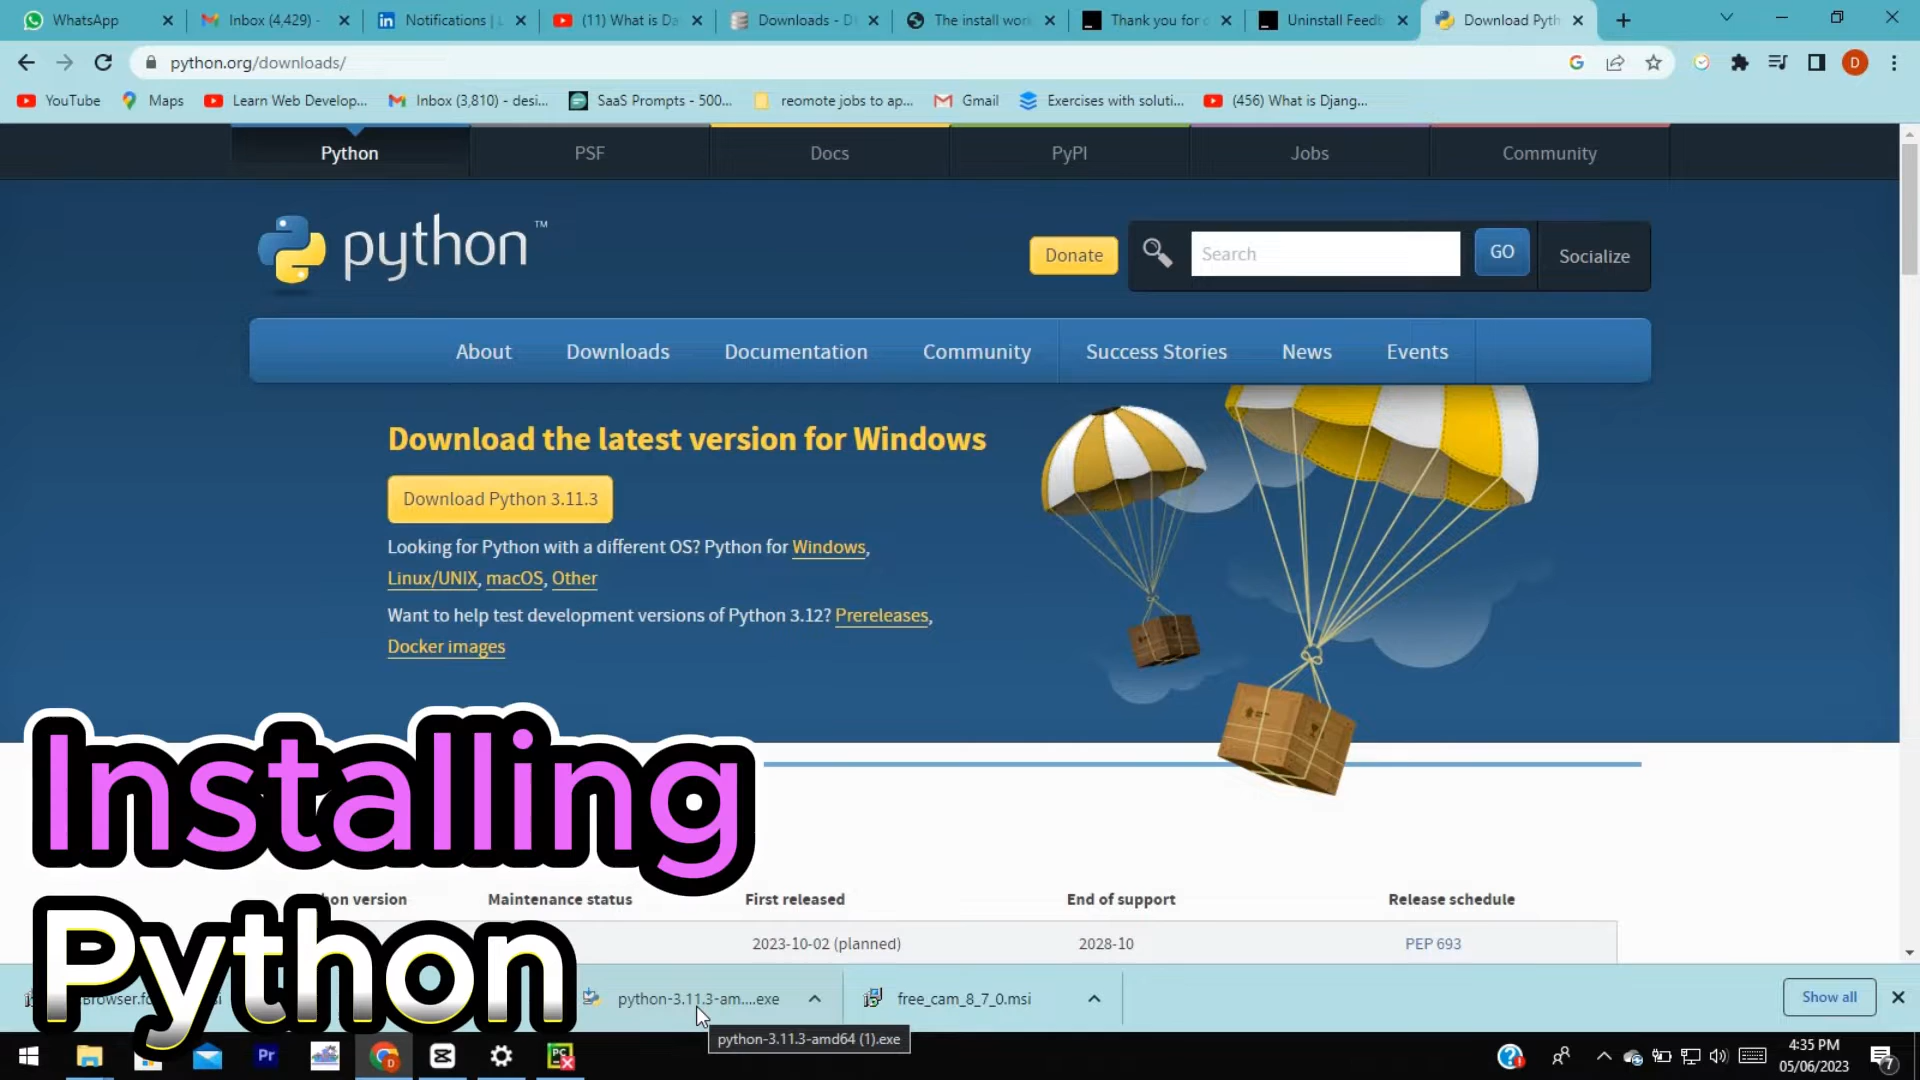 WhatsApp
Inbox (4,429) -
Notifications | L
(11) What is Da
Downloads - D
The install wor
Thank you for d
Uninstall Feedb
Download Pyth
python.org/downloads/
D
YouTube
Maps
Learn Web Develop...
Inbox (3,810) - desi...
SaaS Prompts - 500...
reomote jobs to ap...
Gmail
Exercises with soluti...
(456) What is Djang...
Python
PSF
Docs
PyPI
Jobs
Community
python™
Donate
Search
GO
Socialize
About
Downloads
Documentation
Community
Success Stories
News
Events
Download the latest version for Windows
Download Python 3.11.3
Looking for Python with a different OS? Python for Windows,
Linux/UNIX, macOS, Other
Want to help test development versions of Python 3.12? Prereleases,
Docker images
Installing
Python
hon version
Maintenance status
First released
End of support
Release schedule
2023-10-02 (planned)
2028-10
PEP 693
python-3.11.3-am....exe
free_cam_8_7_0.msi
Show all
python-3.11.3-amd64 (1).exe
Pr
PC
4:35 PM
05/06/2023
7